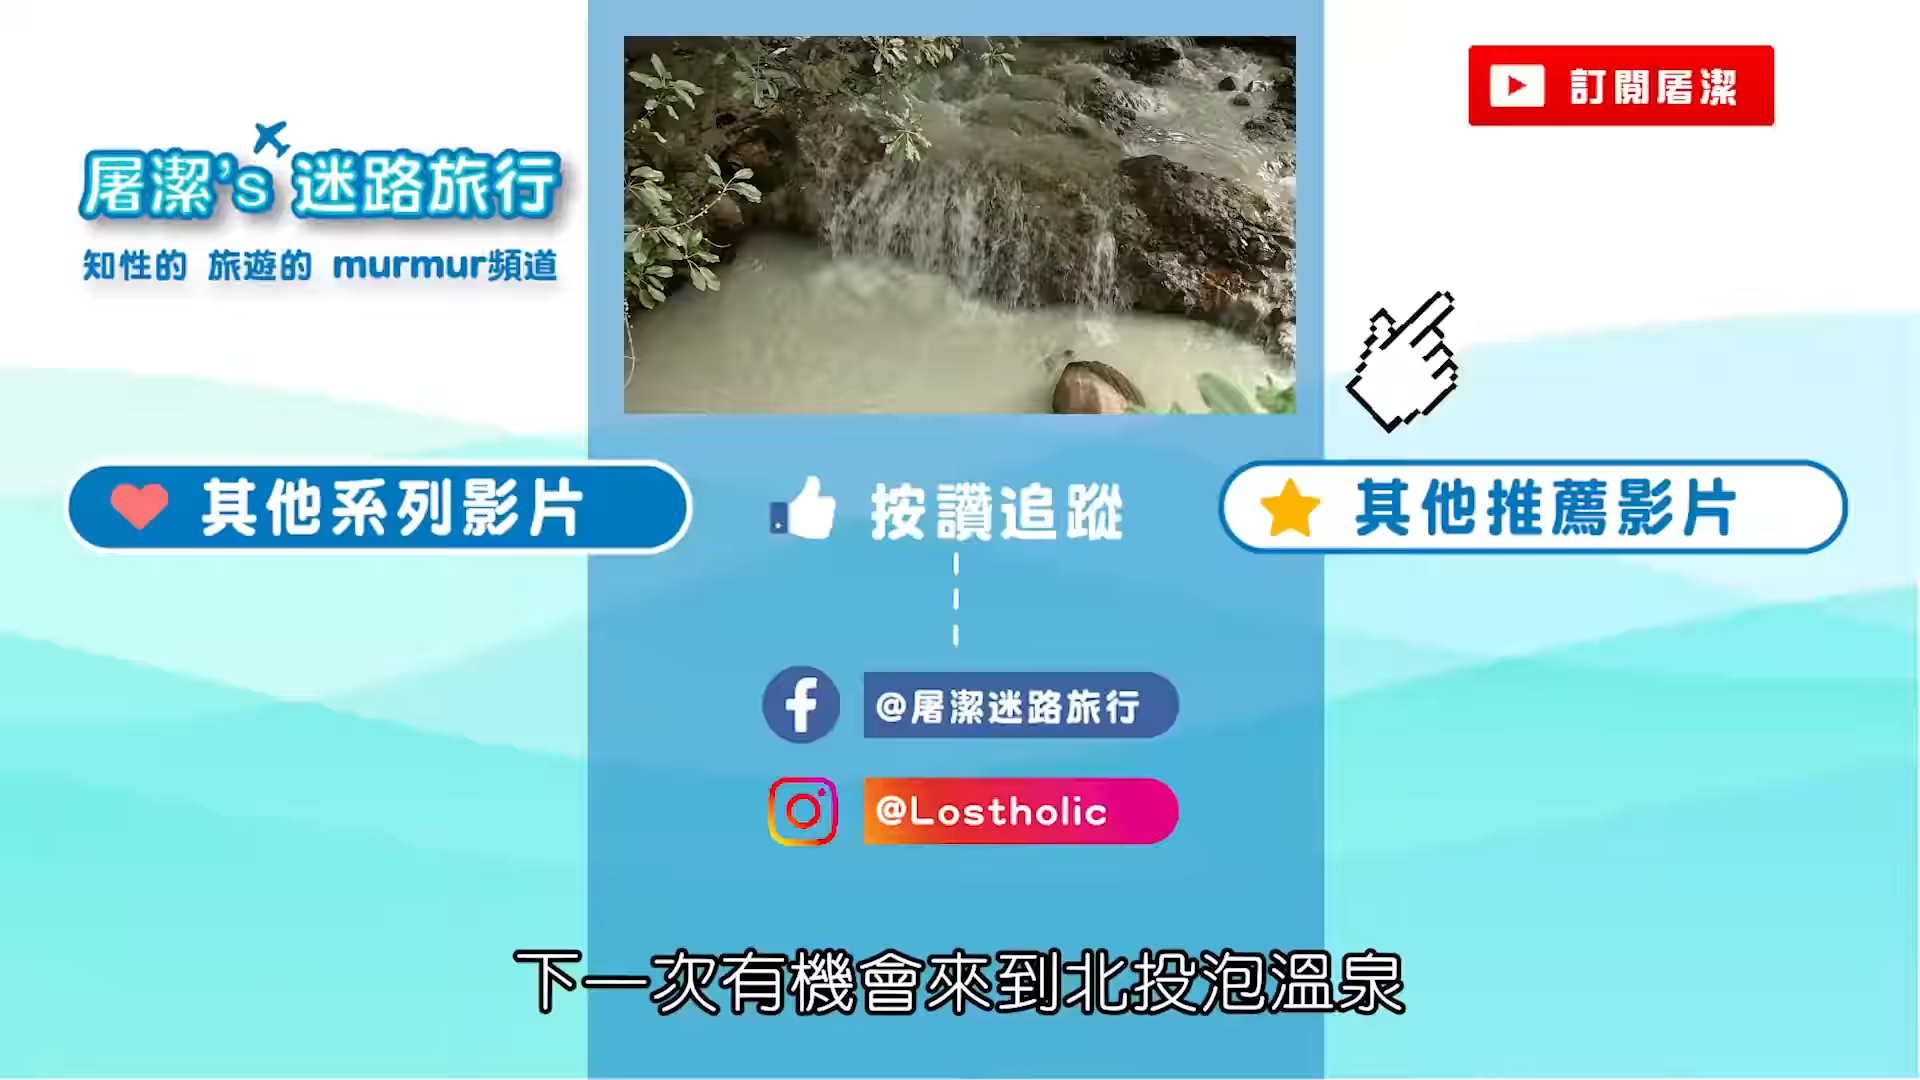 屠潔's 迷路旅行
知性的 旅遊的 murmur頻道
訂閱屠潔
其他系列影片
按讚追蹤
其他推薦影片
@屠潔迷路旅行
@Lostholic
下一次有機會來到北投泡溫泉